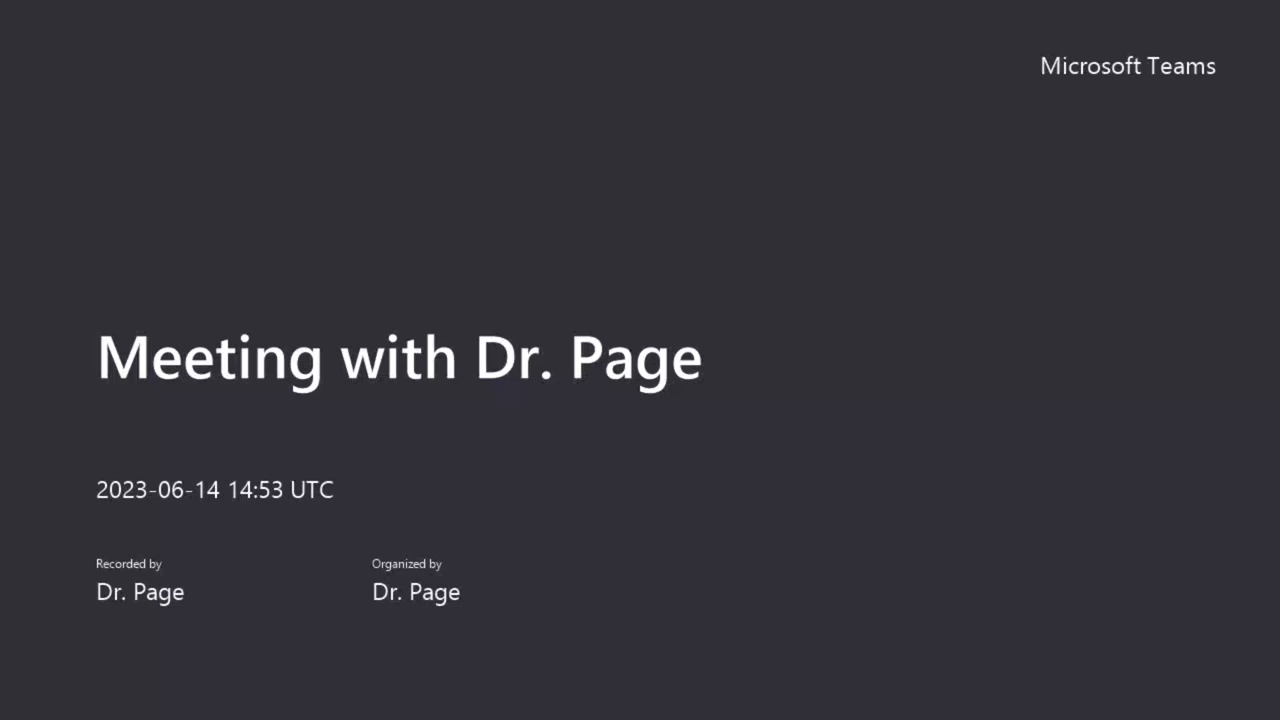 Microsoft Teams
Meeting with Dr. Page
2023-06-14 14:53 UTC
Recorded by
Dr. Page
Organized by
Dr. Page